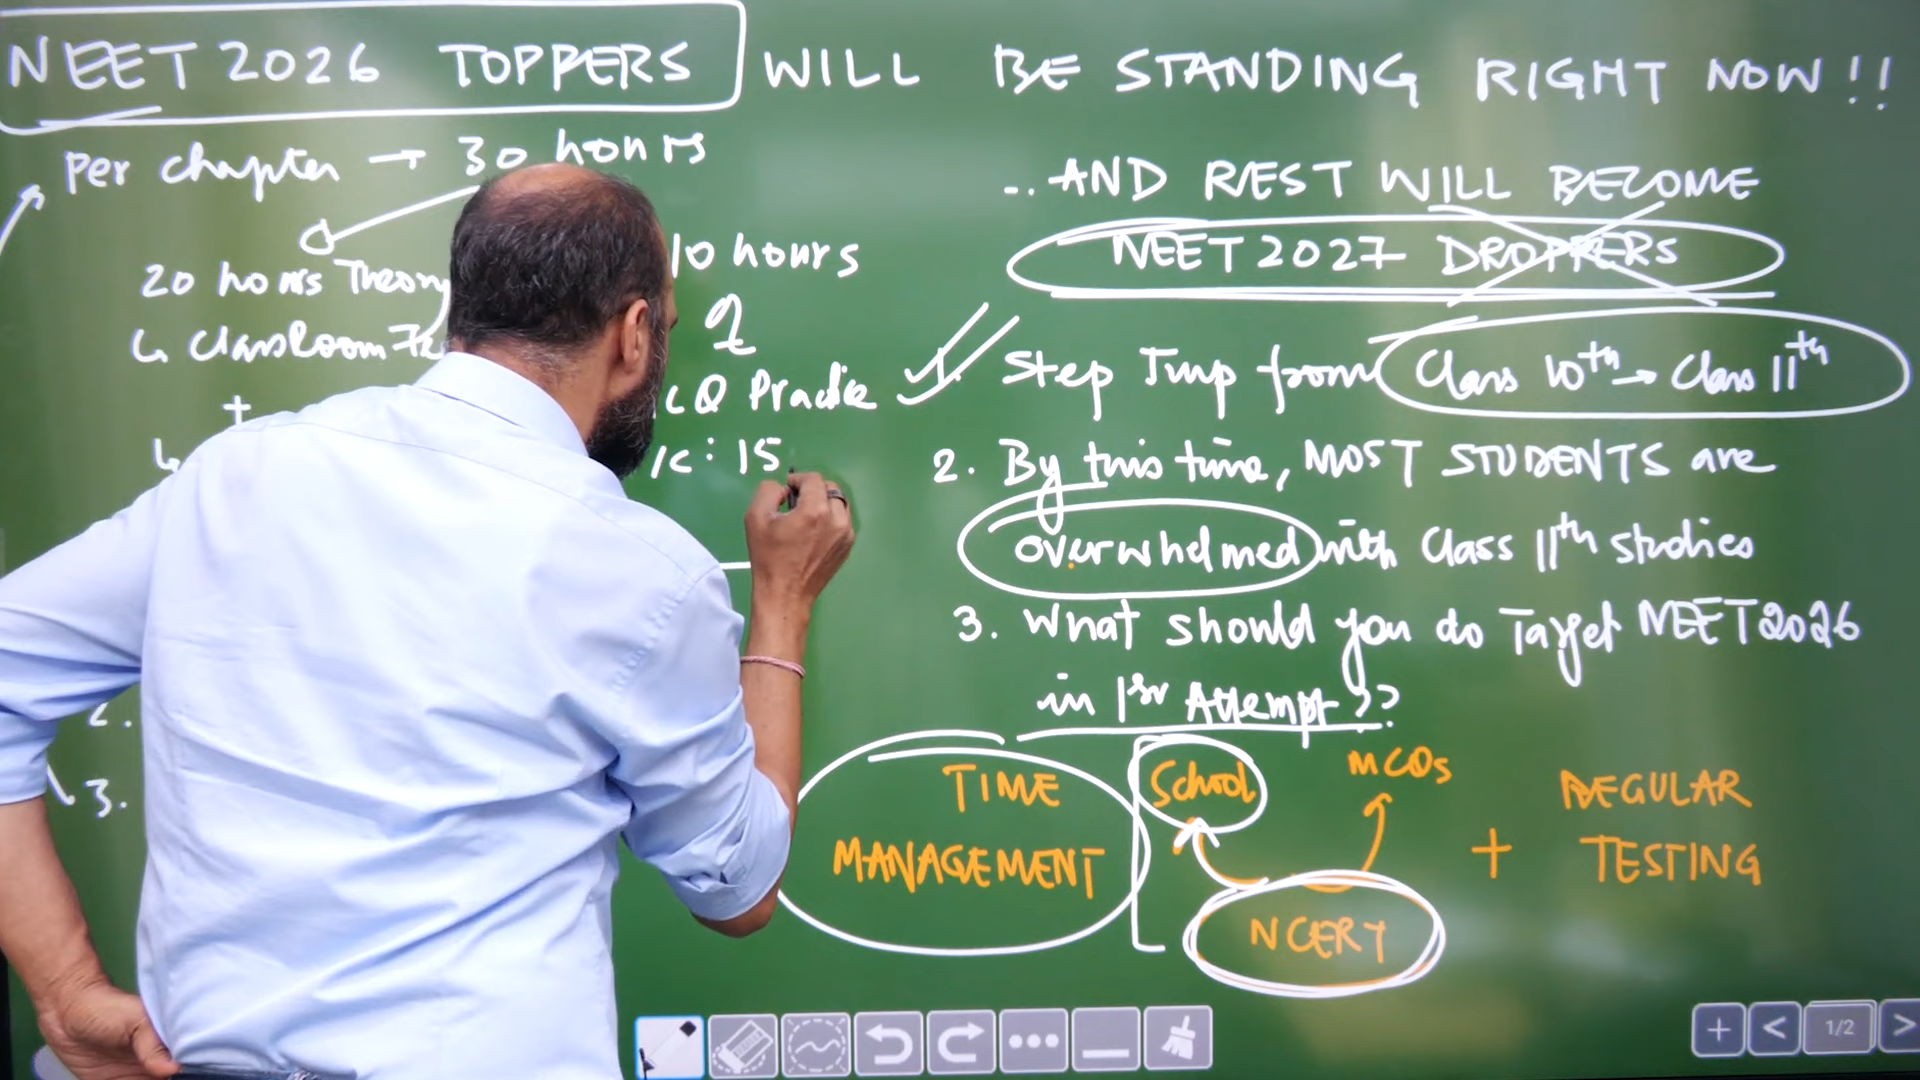 NEET 2026 TOPPERS WILL BE STANDING RIGHT NOW!!
Per chapter → 30 hours
20 hours Theory
Classroom
+
10 hours
Practice
: 15
2.
3.
..AND REST WILL BECOME
NEET 2027 DROPPERS
1. Step Jump from Class 10th → Class 11th
2. By this time, MOST STUDENTS are
overwhelmed with Class 11th studies
3. What should you do Target NEET2026
in 1st Attempt??
TIME
MANAGEMENT
School
MCQs
NCERT
+
REGULAR
TESTING
1/2